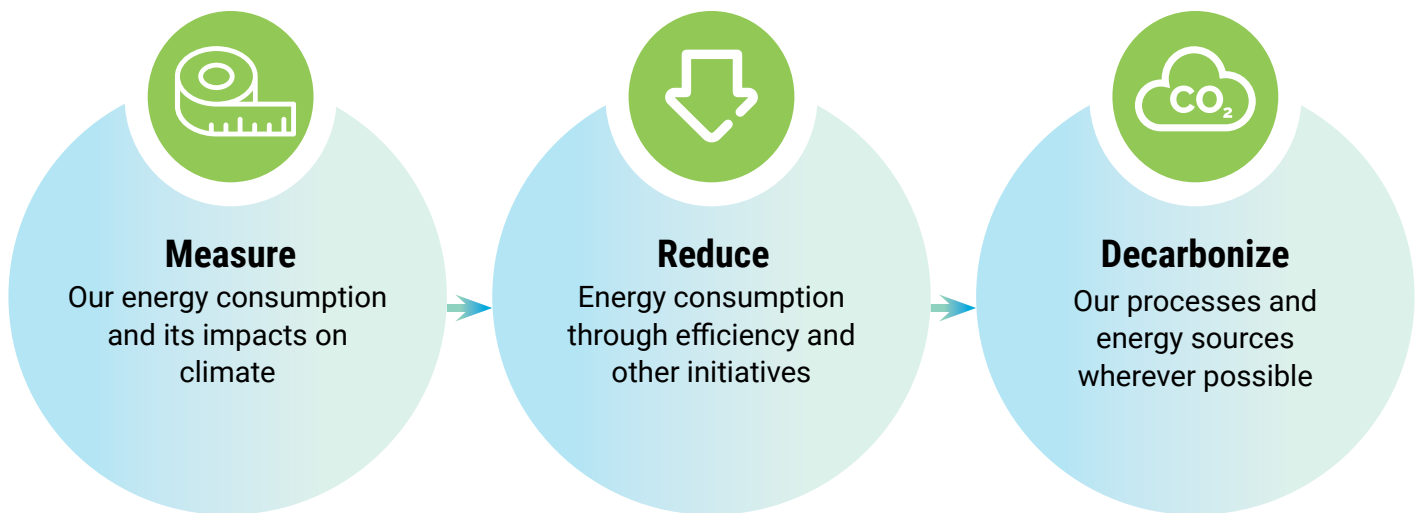 CO₂
Measure
Our energy consumption
and its impacts on
climate
Reduce
Energy consumption
through efficiency and
other initiatives
Decarbonize
Our processes and
energy sources
wherever possible